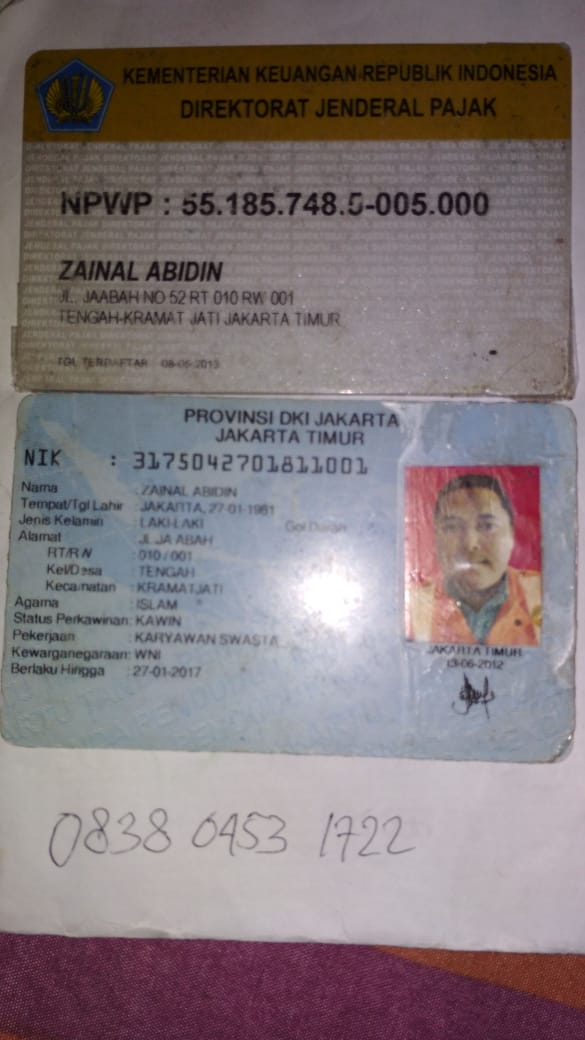 KEMENTERIAN KEUANGAN REPUBLIK INDONESIA
DIREKTORAT JENDERAL PAJAK
NPWP : 55.185.748.5-005.000
ZAINAL ABIDIN
JL. JAABAH NO 52 RT 010 RW 001
TENGAH-KRAMAT JATI JAKARTA TIMUR
TGL TERDAFTAR 08-05-2013
PROVINSI DKI JAKARTA
JAKARTA TIMUR
NIK : 3175042701811001
Nama : ZAINAL ABIDIN
Tempat/Tgl Lahir : JAKARTA, 27-01-1981
Jenis Kelamin : LAKI-LAKI Gol Darah
Alamat JL JA ABAH
RT/RW : 010 / 001
Kel/Desa : TENGAH
Kecamatan : KRAMATJATI
Agama : ISLAM
Status Perkawinan: KAWIN
Pekerjaan : KARYAWAN SWASTA
Kewarganegaraan: WNI
Berlaku Hingga : 27-01-2017
JAKARTA TIMUR
13-06-2012
0838 0453 1722